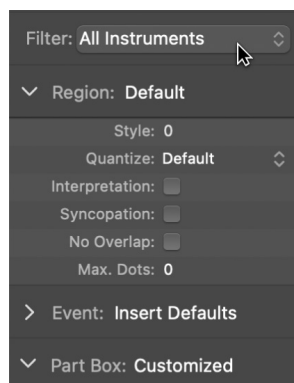 Filter: All Instruments
Region: Default
Style: 0
Quantize: Default
Interpretation:
Syncopation:
No Overlap:
Max. Dots: 0
Event: Insert Defaults
Part Box: Customized